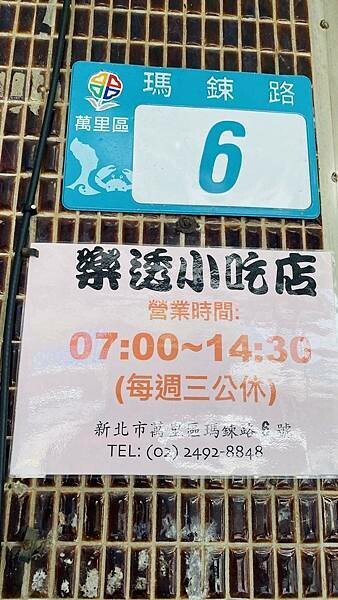 瑪鋉路
萬里區
6
樂透小吃店
營業時間:
07:00~14:30
(每週三公休)
新北市萬里區瑪鋉路 6 號
TEL: (02) 2492-8848